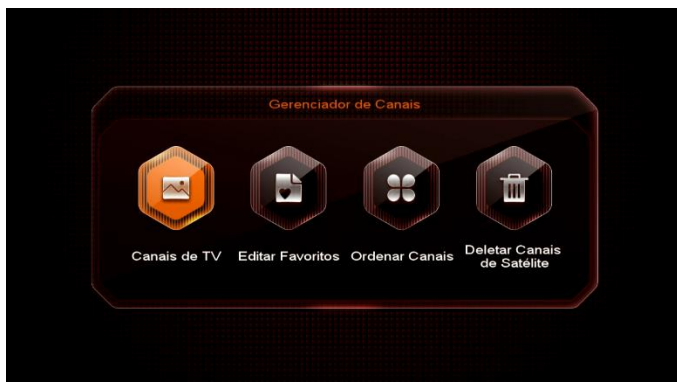 Gerenciador de Canais
Canais de TV
Editar Favoritos
Ordenar Canais
Deletar Canais
de Satélite